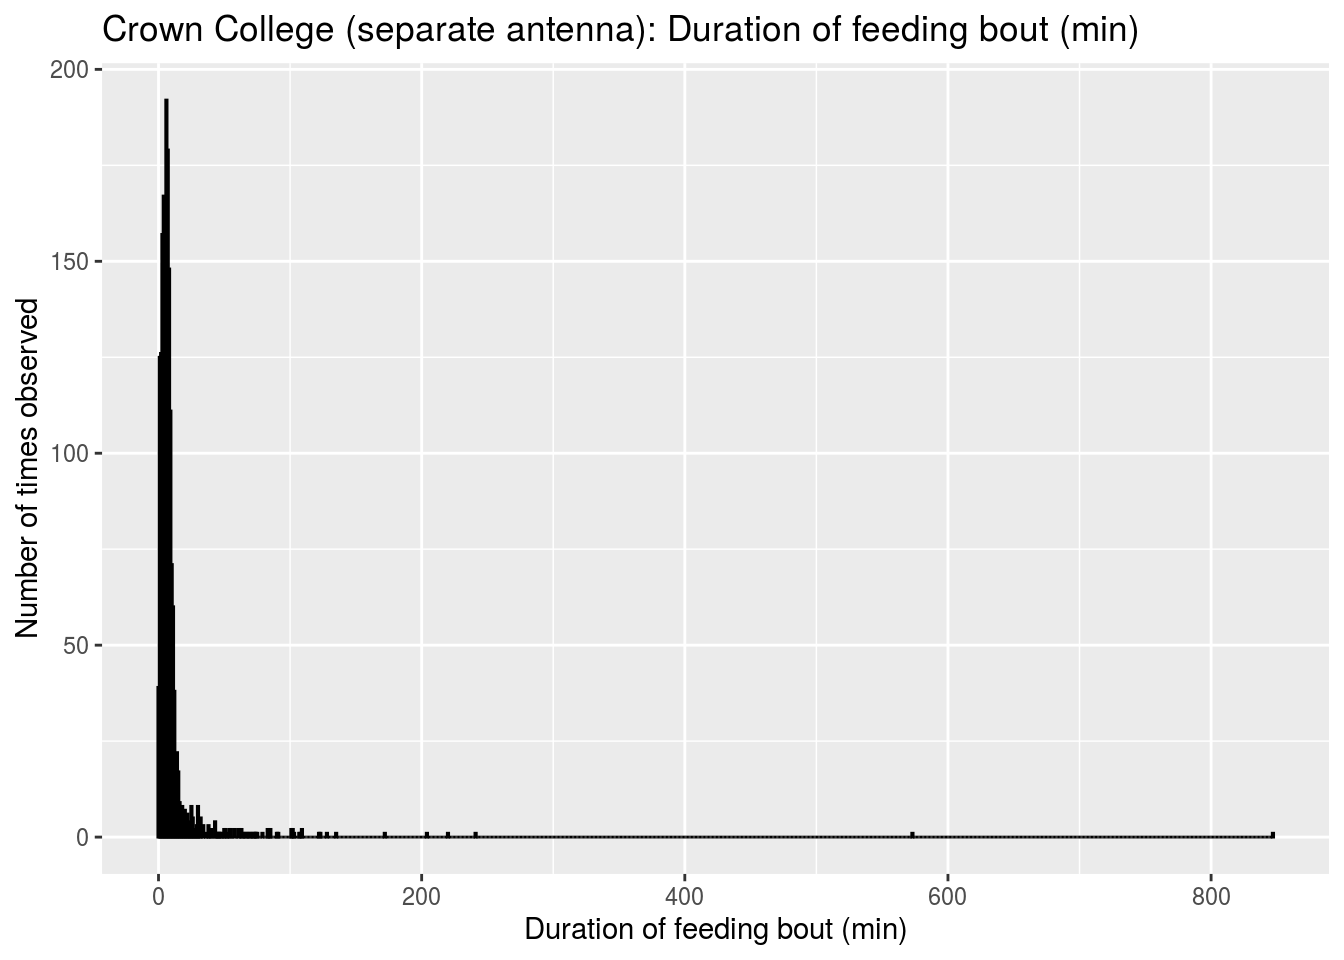 Crown College (separate antenna): Duration of feeding bout (min)
200
150
100
50
0
Number of times observed
0 200 400 600 800
Duration of feeding bout (min)